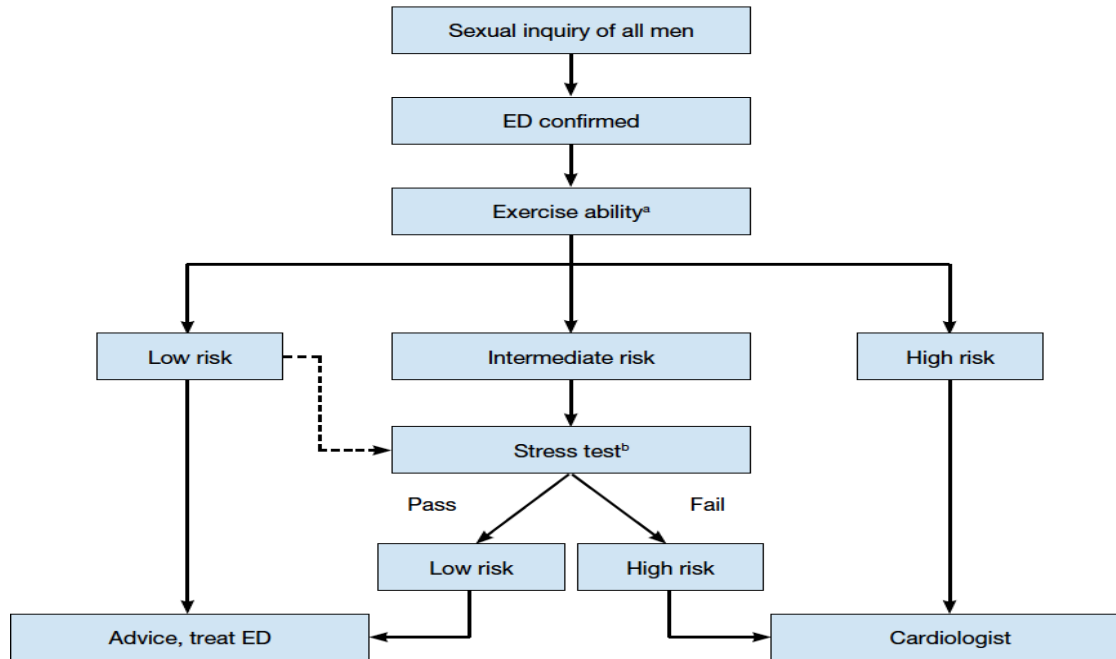 Sexual inquiry of all men
ED confirmed
Exercise abilityᵃ
Low risk
Intermediate risk
High risk
Stress testᵇ
Pass
Fail
Low risk
High risk
Advice, treat ED
Cardiologist